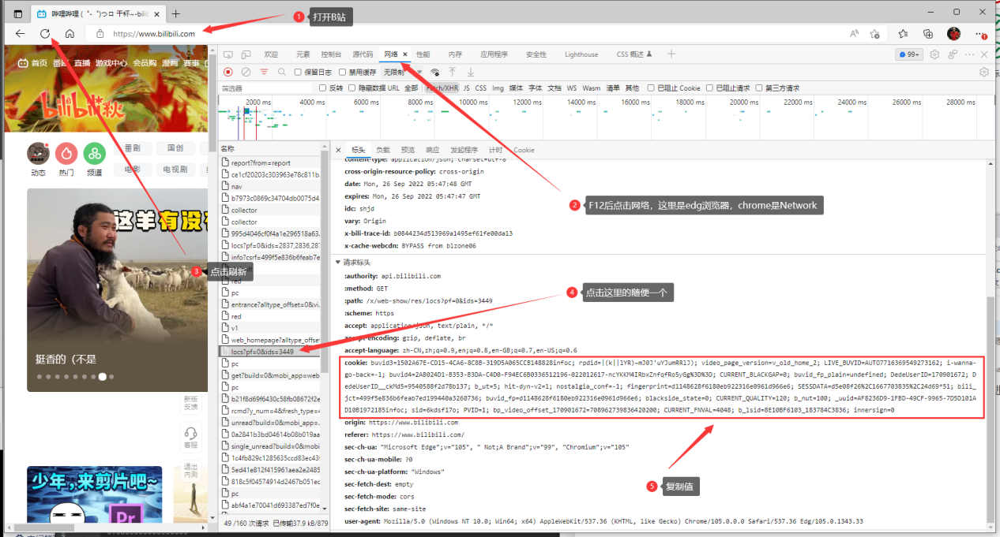 哔哩哔哩 (゜-゜)つロ 干杯~-bili
https://www.bilibili.com
1 打开B站
首页 番剧 直播 游戏中心 会员购 漫画 赛事
bilibili秋
动态 热门 频道
番剧 国创
电影 电视剧
这羊有没
挺香的（不是
新版反馈
客服
退出内测
少年，来剪片吧~
Pr
欢迎 元素 控制台 源代码 网络 性能 内存 应用程序 安全性 Lighthouse CSS 概述 99+
保留日志 禁用缓存 无限制
筛选器 反转 隐藏数据 URL 全部 Fetch/XHR JS CSS Img 媒体 字体 文档 WS Wasm 清单 其他 已阻止 Cookie 已阻止请求 第三方请求
2000 ms 4000 ms 6000 ms 8000 ms 10000 ms 12000 ms 14000 ms 16000 ms 18000 ms 20000 ms 22000 ms 24000 ms 26000 ms 28000 ms
名称
report?from=report
ce1cf20203c303963e78c811b.
nav
b7973c0869c34704db0075d4.
collector
collector
995d4046cf0f4a1e296518a63.
locs?pf=0&ids=2837,2836,287
info?csrf=499f5e836b6feab7e
red
pc
entrance?alltype_offset=0&vi.
red
v1
web_homepage?alltype_offset
locs?pf=0&ids=3449
pc
get?build=0&mobi_app=web
pc
b21f8d69f6430c58fb08672f2e
rcmd?y_num=4&fresh_type=4
unread?build=0&mobi_app=
0a2841b3bd04614b08b019aa
single_unread?build=0&mobi
1c4fb829c1285635ccd83ec43
5ed41e812f415961aea2e2485
818c5f04574914d2467b051ec
pc
abf4a1e70041d693387ed7f0e
49 /160 次请求 已传输37.9 kB/879
标头 负载 预览 响应 发起程序 计时 Cookie
content-type: application/json; charset=utf-8
cross-origin-resource-policy: cross-origin
date: Mon, 26 Sep 2022 05:47:48 GMT
expires: Mon, 26 Sep 2022 05:47:47 GMT
idc: shjd
vary: Origin
x-bili-trace-id: b0844234d513969a1495ef61fe00da13
x-cache-webcdn: BYPASS from blzone06
2 F12后点击网络，这里是edg浏览器，chrome是Network
3 点击刷新
请求标头
:authority: api.bilibili.com
:method: GET
:path: /x/web-show/res/locs?pf=0&ids=3449
:scheme: https
4 点击这里的随便一个
accept: application/json, text/plain, */*
accept-encoding: gzip, deflate, br
accept-language: zh-CN,zh;q=0.9,en;q=0.8,en-GB;q=0.7,en-US;q=0.6
cookie: buvid3=1502A67E-CD15-4CA6-8C8B-319D5A065CCB148828infoc; rpdid=|(k||lYR)~mJ0J'uYJumRR1J); video_page_version=v_old_home_2; LIVE_BUVID=AUTO7716369549273162; i-wanna-
go-back=-1; buvid4=2A8024D1-B353-B3DA-C4D0-F94EC6B0336512196-022012617-ncYKKM4IRbxZnfqfRo5yGg%3D%3D; CURRENT_BLACKGAP=0; buvid_fp_plain=undefined; DedeUserID=170901672; D
edeUserID__ckMd5=9540588f2d78b137; b_ut=5; hit-dyn-v2=1; nostalgia_conf=-1; fingerprint=d1148628f6180eb922316e0961d966e6; SESSDATA=d5e08f26%2C1667703835%2C24d69*51; bili_
jct=499f5e836b6feab7ed199440a3260736; buvid_fp=d1148628f6180eb922316e0961d966e6; blackside_state=0; CURRENT_QUALITY=120; b_nut=100; _uuid=AF8236D9-1FBD-49CF-9965-7D5D101A
D10B1972185infoc; sid=6kdsf17o; PVID=1; bp_video_offset_170901672=708962739836420200; CURRENT_FNVAL=4048; b_lsid=8E10BF6103_183784C3836; innersign=0
origin: https://www.bilibili.com
referer: https://www.bilibili.com/
sec-ch-ua: "Microsoft Edge";v="105", " Not;A Brand";v="99", "Chromium";v="105"
sec-ch-ua-mobile: ?0
sec-ch-ua-platform: "Windows"
sec-fetch-dest: empty
5 复制值
sec-fetch-mode: cors
sec-fetch-site: same-site
user-agent: Mozilla/5.0 (Windows NT 10.0; Win64; x64) AppleWebKit/537.36 (KHTML, like Gecko) Chrome/105.0.0.0 Safari/537.36 Edg/105.0.1343.33